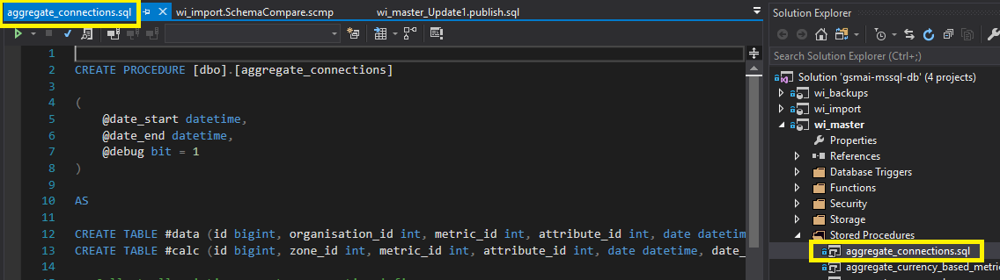 aggregate_connections.sql
wi_import.SchemaCompare.scmp
wi_master_Update1.publish.sql
1
2 CREATE PROCEDURE [dbo].[aggregate_connections]
3
4 (
5 @date_start datetime,
6 @date_end datetime,
7 @debug bit = 1
8 )
9
10 AS
11
12 CREATE TABLE #data (id bigint, organisation_id int, metric_id int, attribute_id int, date datetim
13 CREATE TABLE #calc (id bigint, zone_id int, metric_id int, attribute_id int, date datetime, date_
14
Solution Explorer
Search Solution Explorer (Ctrl+;)
Solution 'gsmai-mssql-db' (4 projects)
wi_backups
wi_import
wi_master
Properties
References
Database Triggers
Functions
Security
Storage
Stored Procedures
aggregate_connections.sql
aggregate_currency_based_metri